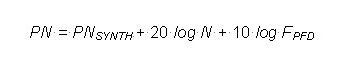 PN = PN_SYNTH + 20 log N + 10 log F_PFD